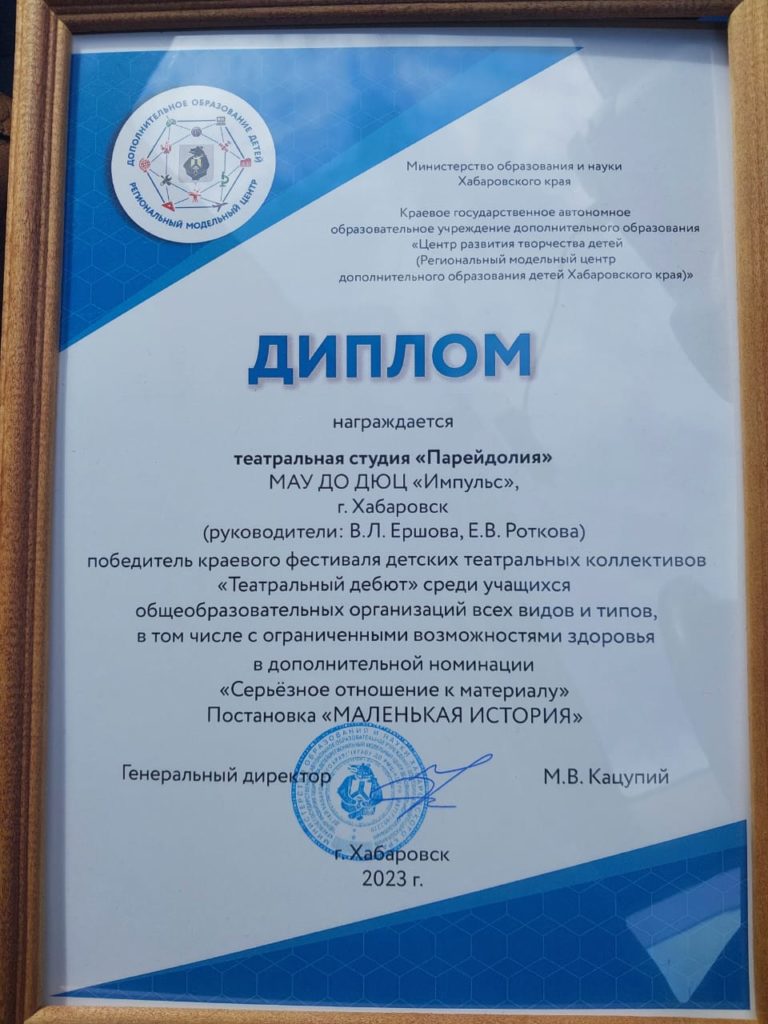 ДОПОЛНИТЕЛЬНОЕ ОБРАЗОВАНИЕ ДЕТЕЙ
РЕГИОНАЛЬНЫЙ МОДЕЛЬНЫЙ ЦЕНТР
Министерство образования и науки
Хабаровского края
Краевое государственное автономное
образовательное учреждение дополнительного образования
«Центр развития творчества детей
(Региональный модельный центр
дополнительного образования детей Хабаровского края)»
ДИПЛОМ
награждается
театральная студия «Парейдолия»
МАУ ДО ДЮЦ «Импульс»,
г. Хабаровск
(руководители: В.Л. Ершова, Е.В. Роткова)
победитель краевого фестиваля детских театральных коллективов
«Театральный дебют» среди учащихся
общеобразовательных организаций всех видов и типов,
в том числе с ограниченными возможностями здоровья
в дополнительной номинации
«Серьёзное отношение к материалу»
Постановка «МАЛЕНЬКАЯ ИСТОРИЯ»
Генеральный директор М.В. Кацупий
г. Хабаровск
2023 г.